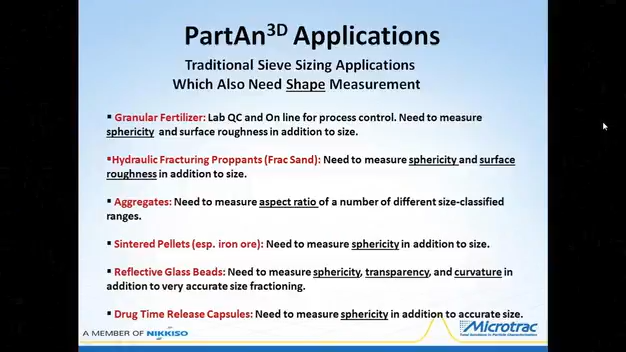 PartAn3D Applications
Traditional Sieve Sizing Applications
Which Also Need Shape Measurement
▪ Granular Fertilizer: Lab QC and On line for process control. Need to measure
sphericity and surface roughness in addition to size.
▪Hydraulic Fracturing Proppants (Frac Sand): Need to measure sphericity and surface
roughness in addition to size.
▪ Aggregates: Need to measure aspect ratio of a number of different size-classified
ranges.
▪ Sintered Pellets (esp. iron ore): Need to measure sphericity in addition to size.
▪ Reflective Glass Beads: Need to measure sphericity, transparency, and curvature in
addition to very accurate size fractioning.
▪ Drug Time Release Capsules: Need to measure sphericity in addition to accurate size.
A MEMBER OF NIKKISO
Microtrac
Total Solutions in Particle Characterization